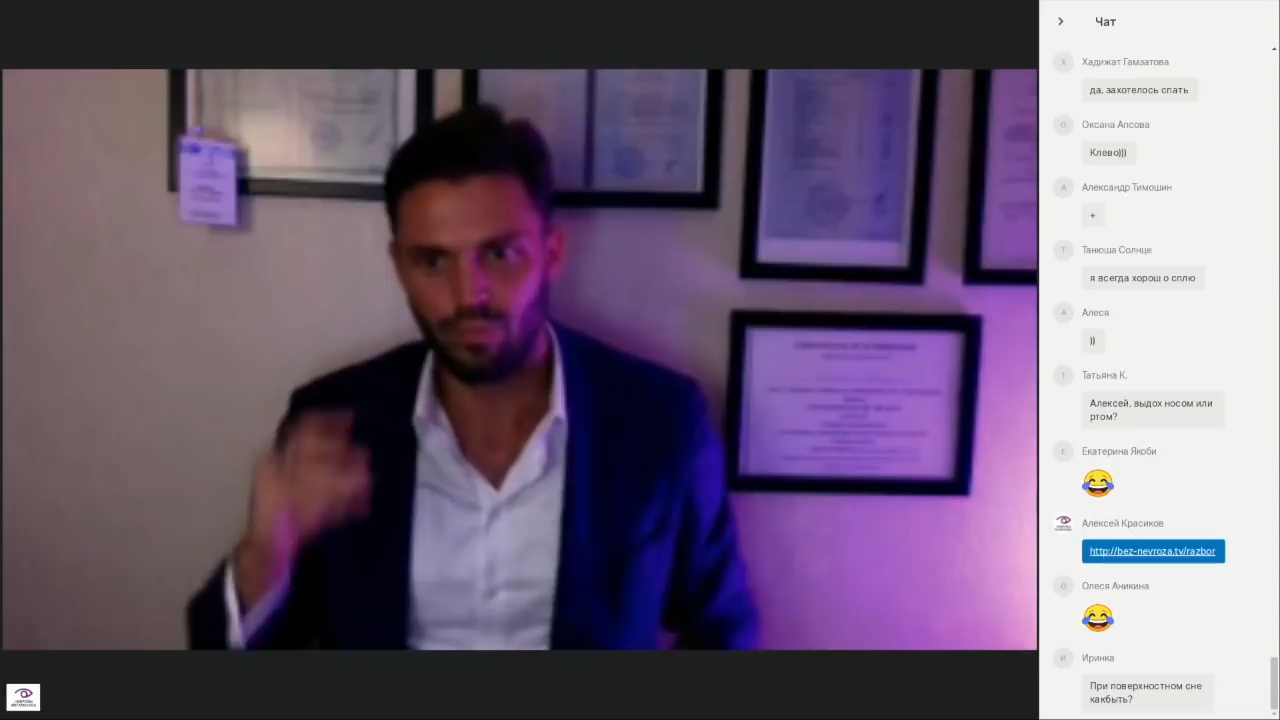 Чат
Хадижат Гамзатова
да, захотелось спать
Оксана Апсова
Клево)))
Александр Тимошин
+
Танюша Солнце
я всегда хорош о сплю
Алеся
))
Татьяна К.
Алексей, выдох носом или
ртом?
Екатерина Якоби
Алексей Красиков
http://bez-nevroza.tv/razbor
Олеся Аникина
Иринка
При поверхностном сне
какбыть?